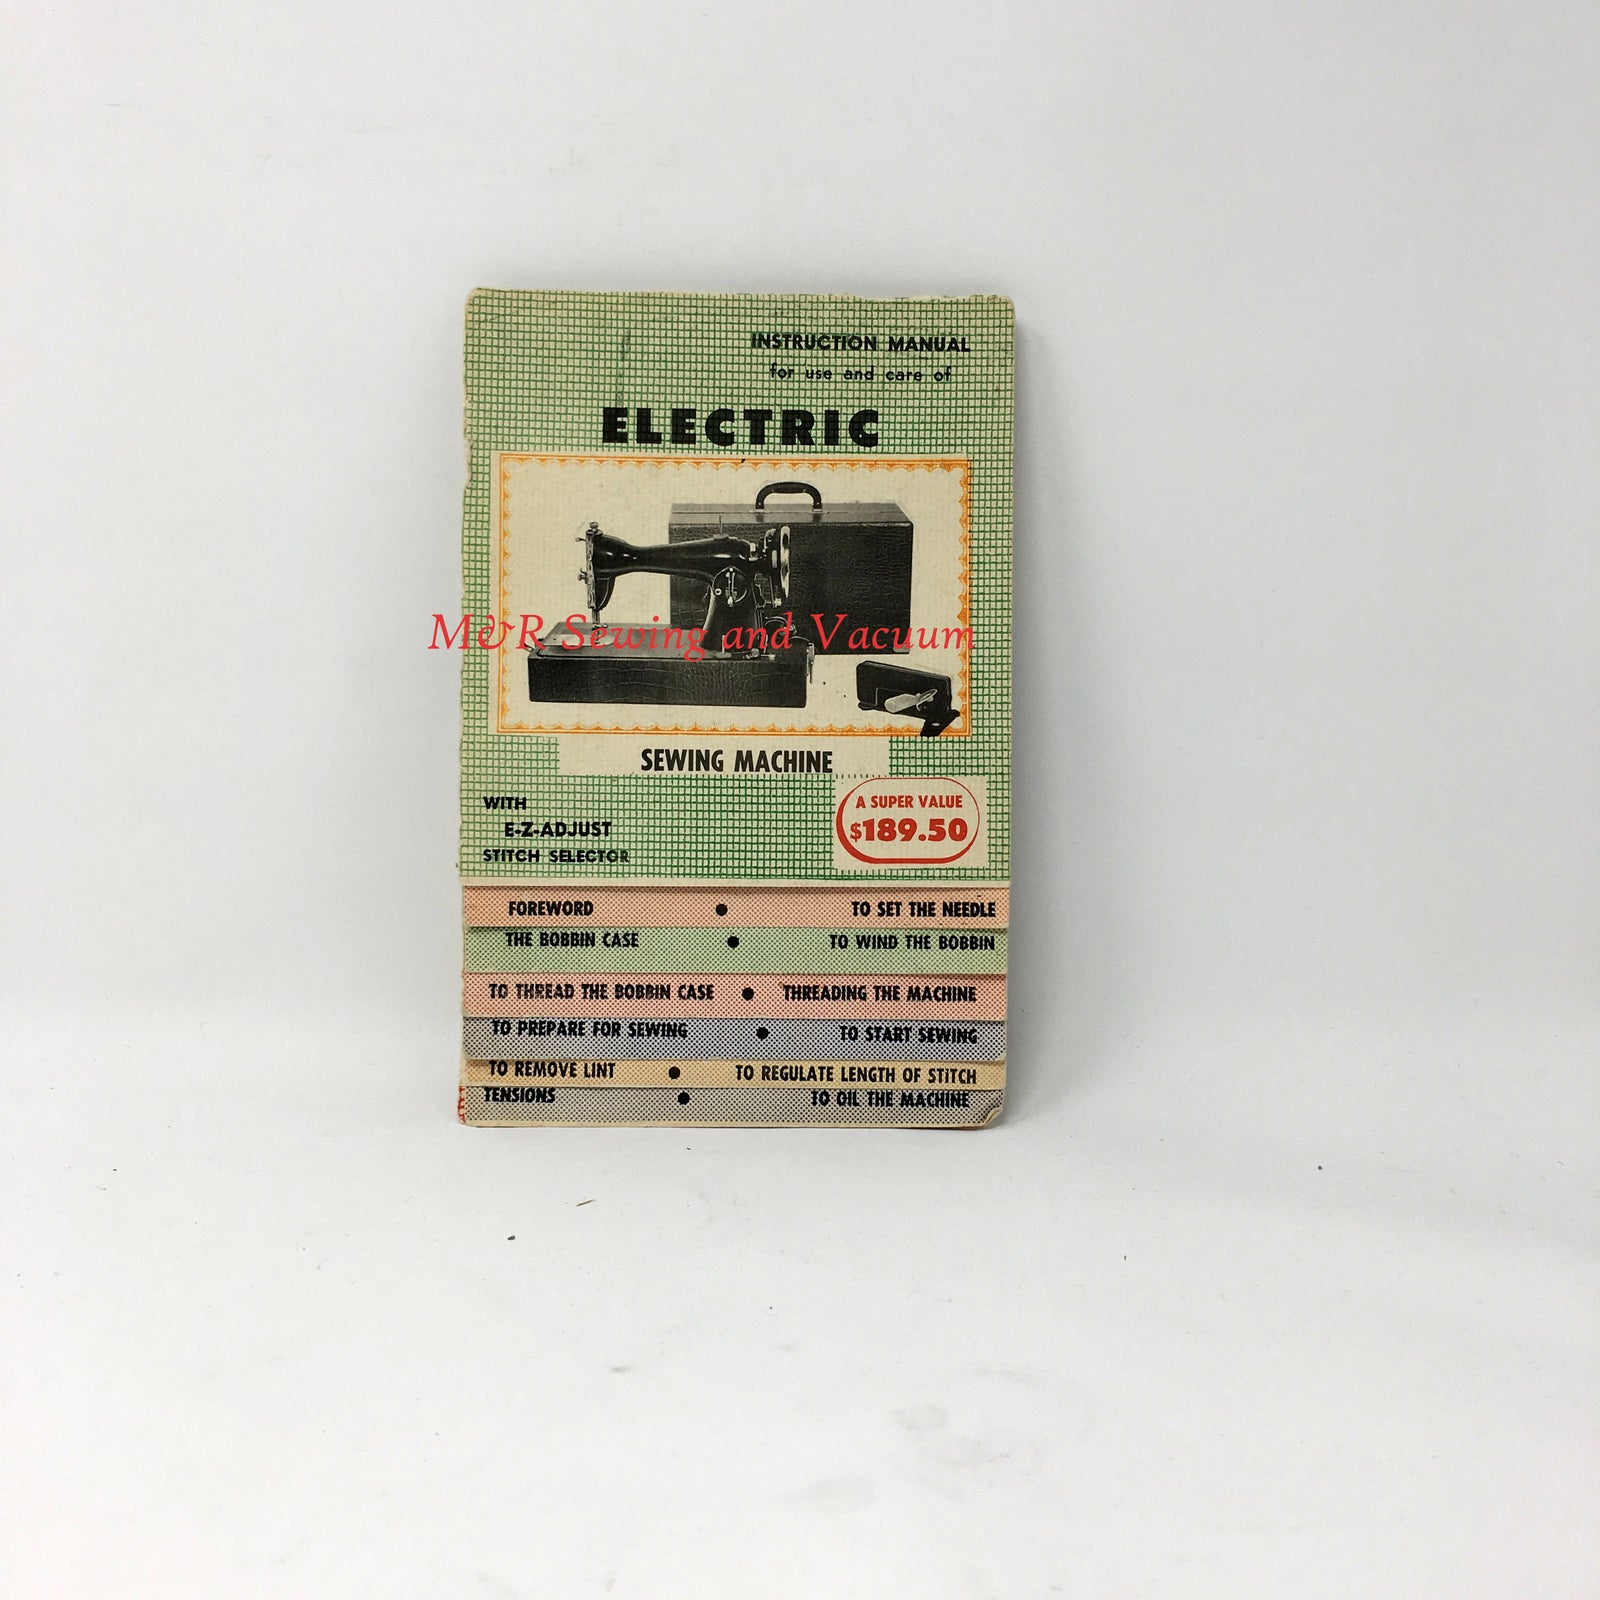 INSTRUCTION MANUAL
for use and care of
ELECTRIC
M&R Sewing and Vacuum
SEWING MACHINE
WITH
E-Z-ADJUST
STITCH SELECTOR
A SUPER VALUE
$189.50
FOREWORD ● TO SET THE NEEDLE
THE BOBBIN CASE ● TO WIND THE BOBBIN
TO THREAD THE BOBBIN CASE ● THREADING THE MACHINE
TO PREPARE FOR SEWING ● TO START SEWING
TO REMOVE LINT ● TO REGULATE LENGTH OF STITCH
TENSIONS ● TO OIL THE MACHINE